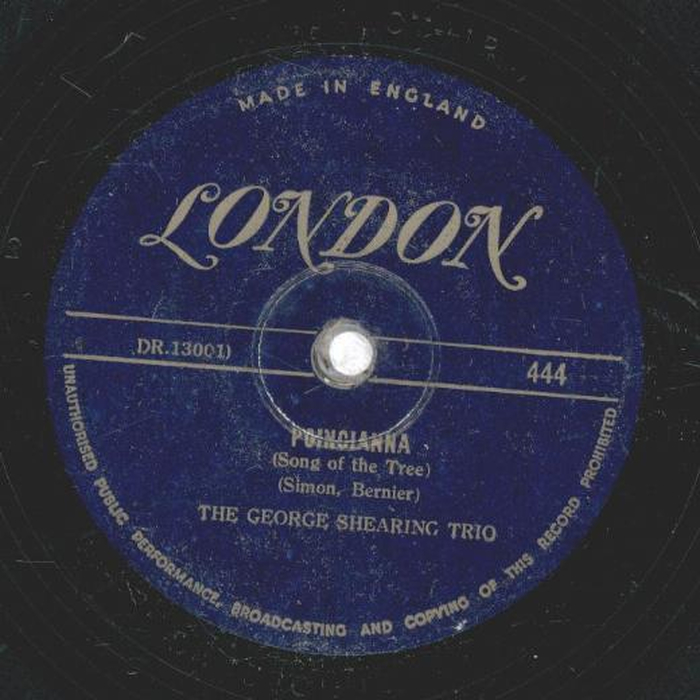 MADE IN ENGLAND
LONDON
DR.13001)
444
POINCIANNA
(Song of the Tree)
(Simon, Bernier)
THE GEORGE SHEARING TRIO
UNAUTHORISED PUBLIC PERFORMANCE, BROADCASTING AND COPYING OF THIS RECORD PROHIBITED